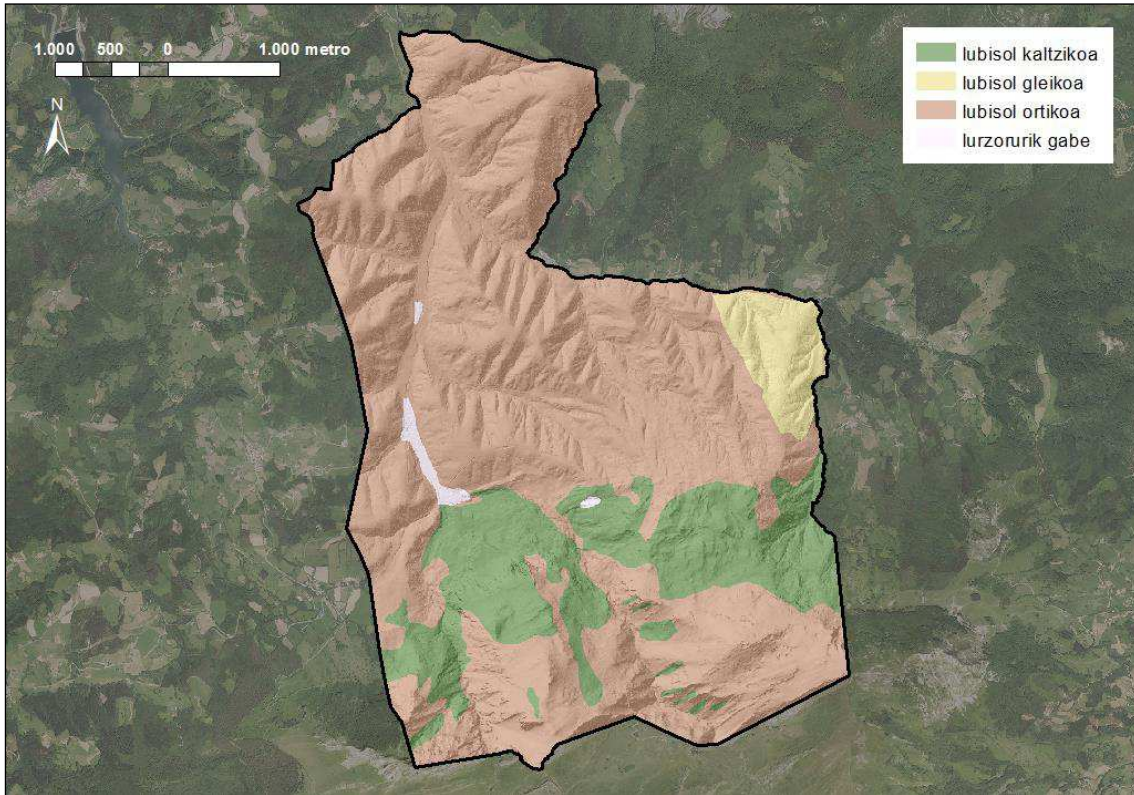 1.000 500 0 1.000 metro
N
lubisol kaltzikoa
lubisol gleikoa
lubisol ortikoa
lurzorurik gabe